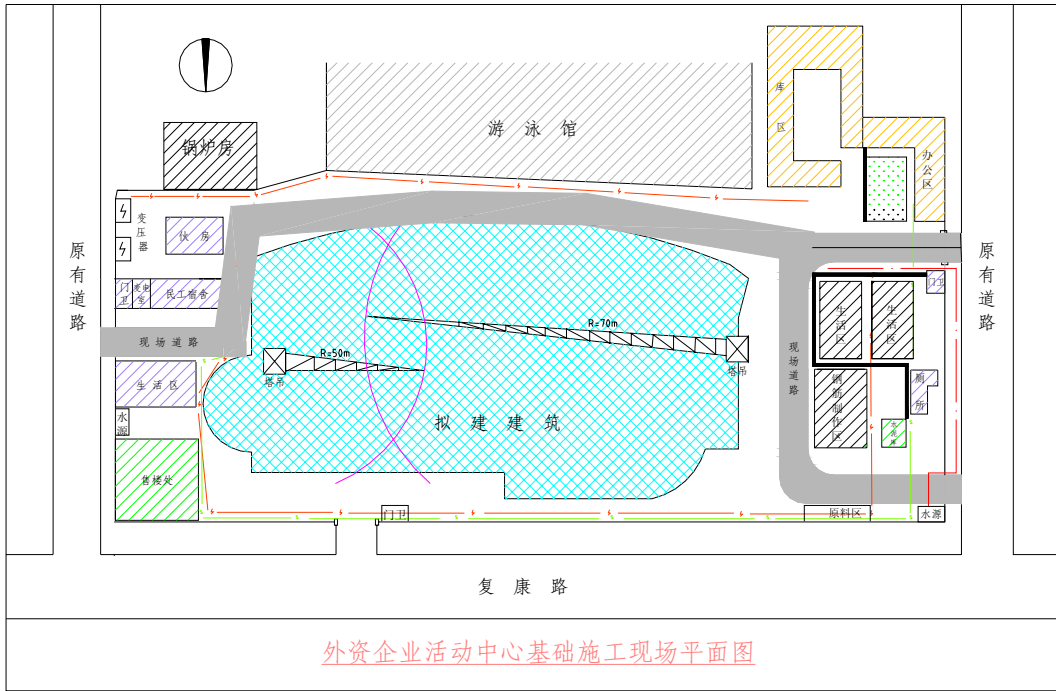 游泳馆
库区
锅炉房
办公区
变压器
伙房
原有道路
原有道路
门卫
变电室
民工宿舍
门卫
生活区
生活区
R=70m
现场道路
R=50m
塔吊
塔吊
现场道路
生活区
钢筋制作区
厕所
水源
拟建建筑
售楼处
门卫
原料区
水源
复康路
外资企业活动中心基础施工现场平面图